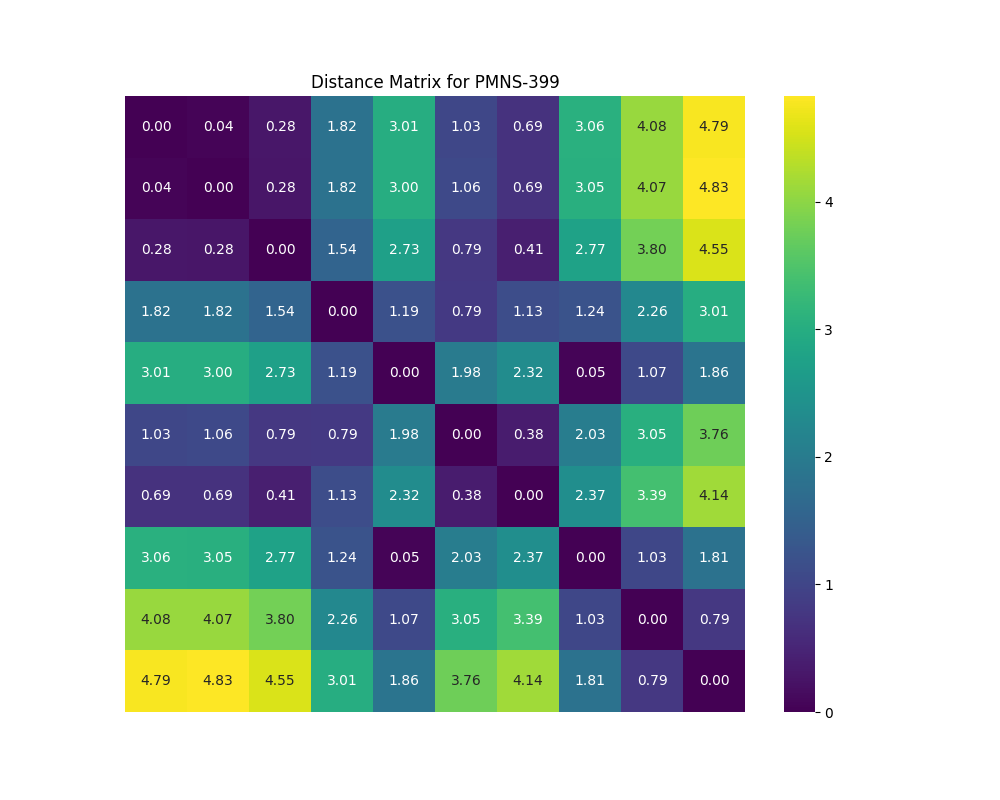 Distance Matrix for PMNS-399
0.00 0.04 0.28 1.82 3.01 1.03 0.69 3.06 4.08 4.79
0.04 0.00 0.28 1.82 3.00 1.06 0.69 3.05 4.07 4.83
0.28 0.28 0.00 1.54 2.73 0.79 0.41 2.77 3.80 4.55
1.82 1.82 1.54 0.00 1.19 0.79 1.13 1.24 2.26 3.01
3.01 3.00 2.73 1.19 0.00 1.98 2.32 0.05 1.07 1.86
1.03 1.06 0.79 0.79 1.98 0.00 0.38 2.03 3.05 3.76
0.69 0.69 0.41 1.13 2.32 0.38 0.00 2.37 3.39 4.14
3.06 3.05 2.77 1.24 0.05 2.03 2.37 0.00 1.03 1.81
4.08 4.07 3.80 2.26 1.07 3.05 3.39 1.03 0.00 0.79
4.79 4.83 4.55 3.01 1.86 3.76 4.14 1.81 0.79 0.00
4
3
2
1
0